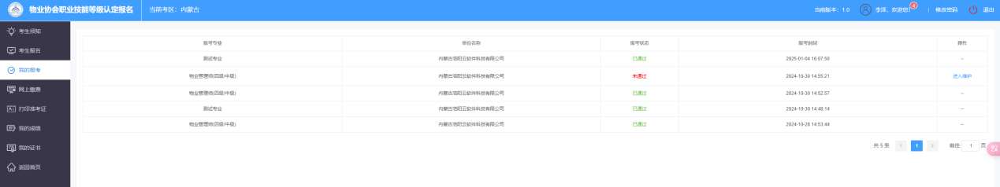 物业协会职业技能等级认定报名 当前考区：内蓝古 当前版本：1.0 李泽，欢迎您！ 4 | 修改密码 退出
考生须知
考生报名
我的报考
网上缴费
打印准考证
我的成绩
我的证书
返回首页
报考专业 单位名称 报考状态 报考时间 操作
测试专业 内蒙古浩阳云软件科技有限公司 已通过 2025-01-04 16:07:50 --
物业管理师(四级/中级) 内蒙古浩阳云软件科技有限公司 未通过 2024-10-30 14:55:21 进入维护
物业管理师(四级/中级) 内蒙古浩阳云软件科技有限公司 已通过 2024-10-30 14:52:57 --
测试专业 内蒙古浩阳云软件科技有限公司 已通过 2024-10-30 14:48:14 --
物业管理师(四级/中级) 内蒙古浩阳云软件科技有限公司 已通过 2024-10-28 14:53:44 --
共 5 条 < 1 > 前往 1 页